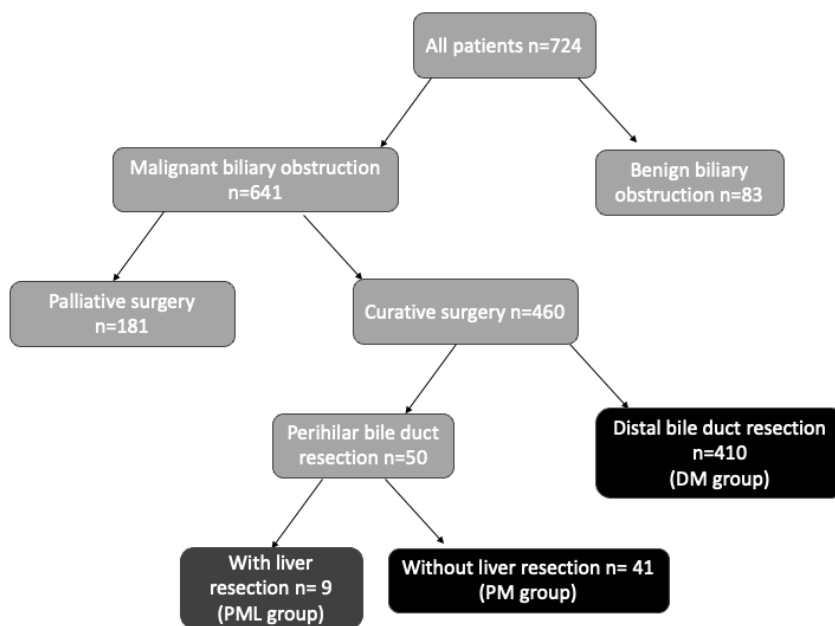 All patients n=724
Malignant biliary obstruction
n=641
Benign biliary
obstruction n=83
Palliative surgery
n=181
Curative surgery n=460
Perihilar bile duct
resection n=50
Distal bile duct resection
n=410
(DM group)
With liver
resection n= 9
(PML group)
Without liver resection n= 41
(PM group)